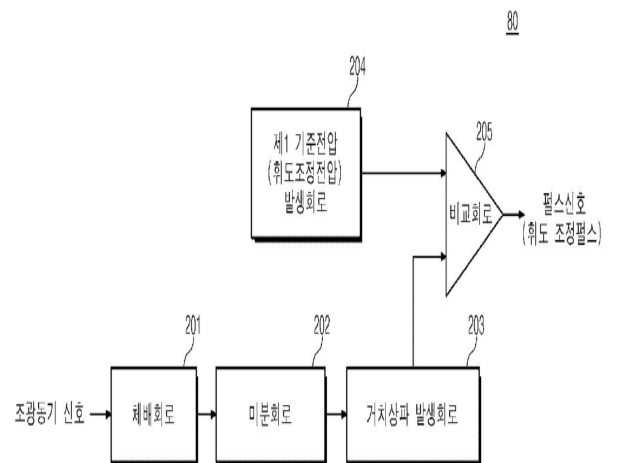 80
204
제1 기준전압
(휘도조정전압)
발생회로
205
비교회로
펄스신호
(휘도 조정펄스)
201
202
203
조광동기 신호
체배회로
미분회로
거치상파 발생회로